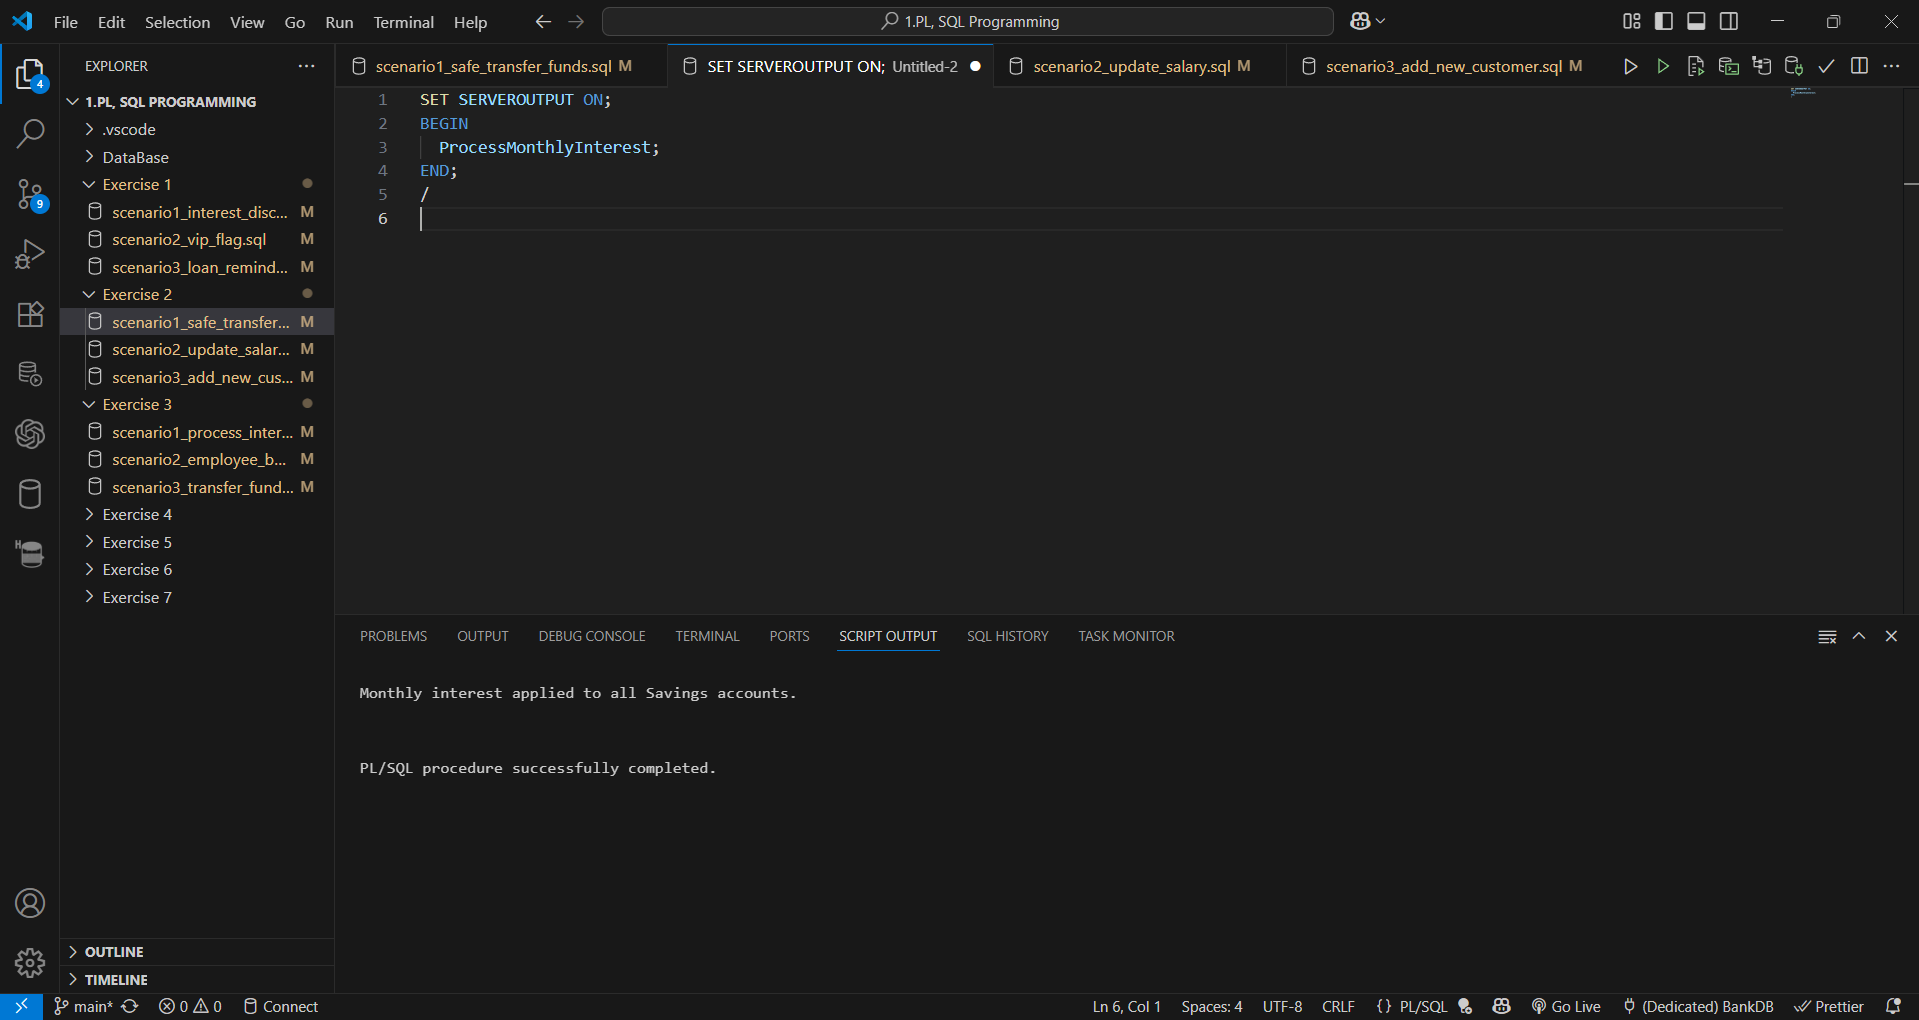 File Edit Selection View Go Run Terminal Help
1.PL, SQL Programming
EXPLORER
1.PL, SQL PROGRAMMING
.vscode
DataBase
Exercise 1
scenario1_interest_disc... M
scenario2_vip_flag.sql M
scenario3_loan_remind... M
Exercise 2
scenario1_safe_transfer... M
scenario2_update_salar... M
scenario3_add_new_cus... M
Exercise 3
scenario1_process_inter... M
scenario2_employee_b... M
scenario3_transfer_fund... M
Exercise 4
Exercise 5
Exercise 6
Exercise 7
OUTLINE
TIMELINE
4
9
H
scenario1_safe_transfer_funds.sql M
SET SERVEROUTPUT ON; Untitled-2
scenario2_update_salary.sql M
scenario3_add_new_customer.sql M
1 SET SERVEROUTPUT ON;
2 BEGIN
3 ProcessMonthlyInterest;
4 END;
5 /
6
PROBLEMS OUTPUT DEBUG CONSOLE TERMINAL PORTS SCRIPT OUTPUT SQL HISTORY TASK MONITOR
Monthly interest applied to all Savings accounts.
PL/SQL procedure successfully completed.
main* 0 0 Connect
Ln 6, Col 1 Spaces: 4 UTF-8 CRLF {} PL/SQL Go Live (Dedicated) BankDB Prettier